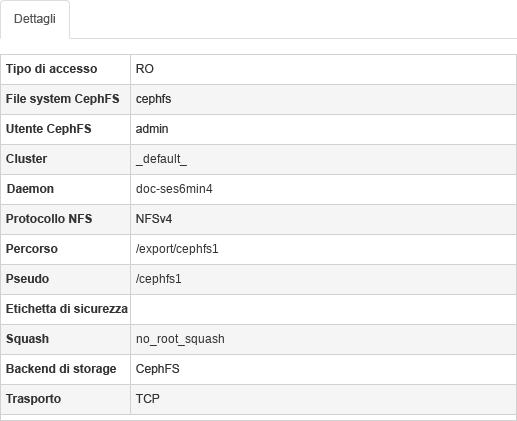 Dettagli
Tipo di accesso RO
File system CephFS cephfs
Utente CephFS admin
Cluster _default_
Daemon doc-ses6min4
Protocollo NFS NFSv4
Percorso /export/cephfs1
Pseudo /cephfs1
Etichetta di sicurezza
Squash no_root_squash
Backend di storage CephFS
Trasporto TCP